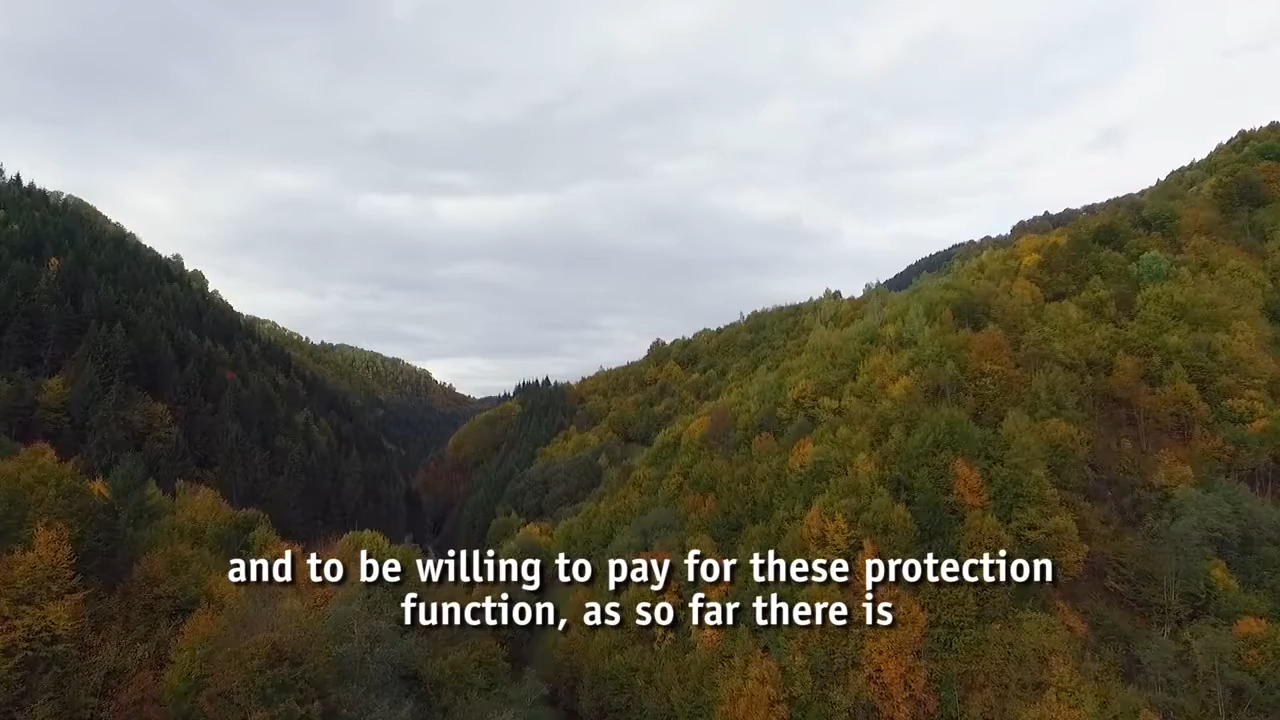 and to be willing to pay for these protection
function, as so far there is